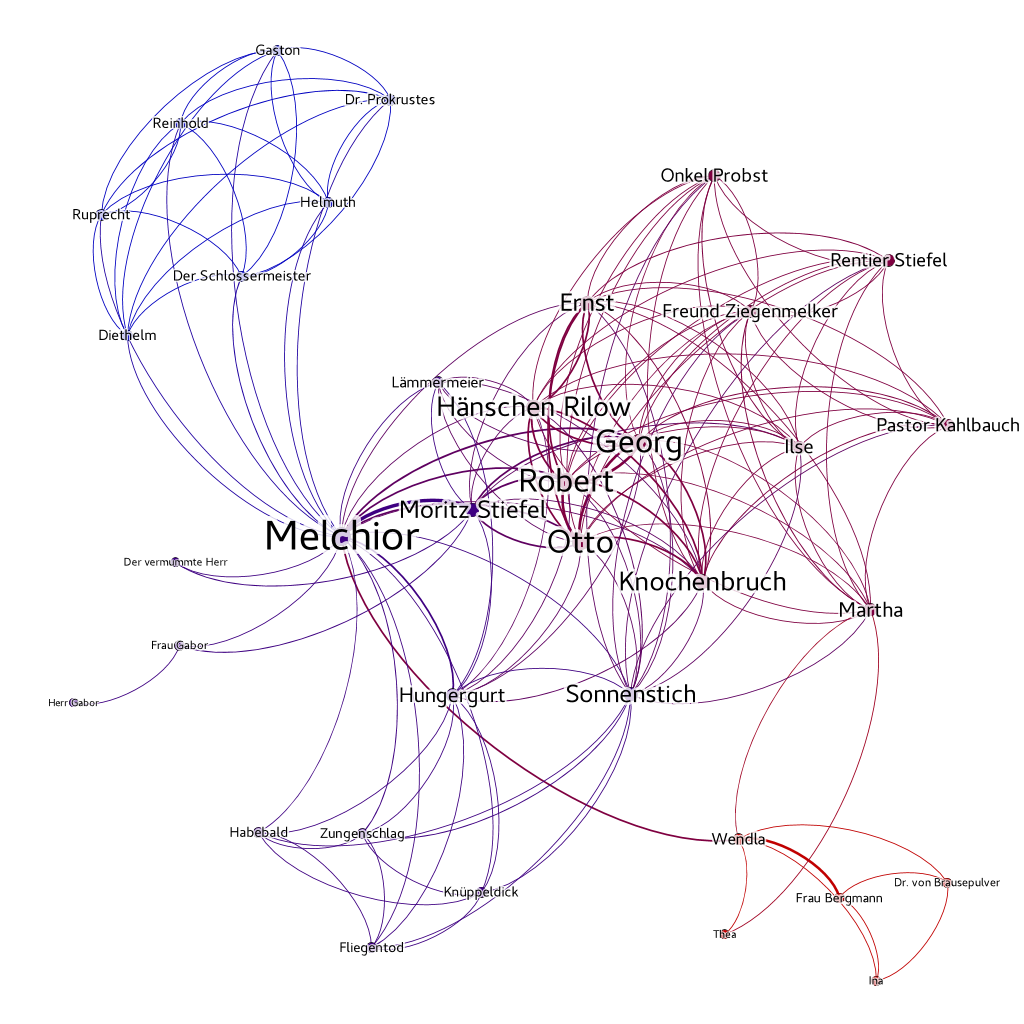 Gaston
Dr. Prokrustes
Reinhold
Onkel Probst
Helmuth
Ruprecht
Rentier Stiefel
Der Schlossermeister
Ernst
Freund Ziegenmelker
Diethelm
Lämmermeier
Hänschen Rilow
Pastor Kahlbauch
Georg
Ilse
Robert
Moritz Stiefel
Melchior
Otto
Der vermummte Herr
Knochenbruch
Martha
Frau Gabor
Hungergurt
Sonnenstich
Herr Gabor
Habebald
Zungenschlag
Wendla
Dr. von Brausepulver
Knüppeldick
Frau Bergmann
Thea
Fliegentod
Ina